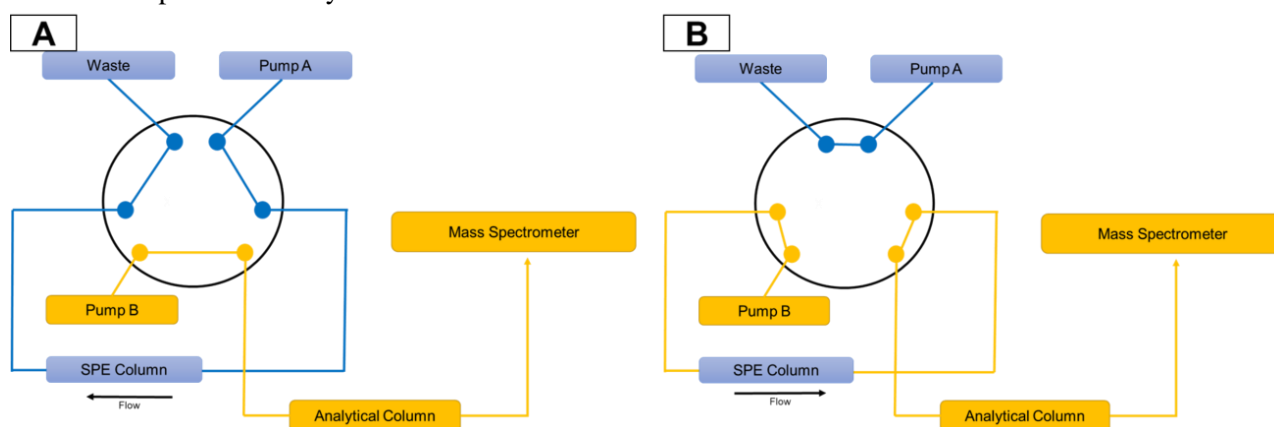 A
Waste
Pump A
Mass Spectrometer
Pump B
SPE Column
Flow
Analytical Column
B
Waste
Pump A
Mass Spectrometer
Pump B
SPE Column
Flow
Analytical Column